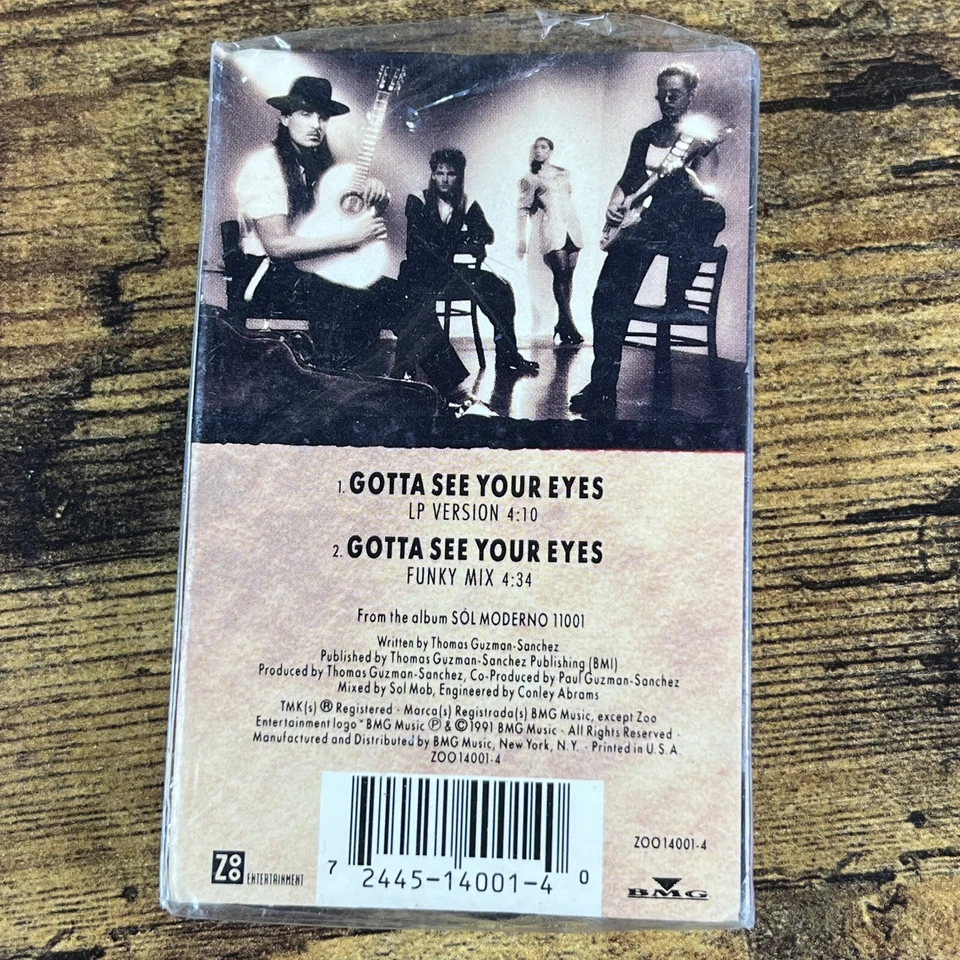 1. GOTTA SEE YOUR EYES
LP VERSION 4:10
2. GOTTA SEE YOUR EYES
FUNKY MIX 4:34
From the album SÓL MODERNO 11001
Written by Thomas Guzman-Sanchez
Published by Thomas Guzman-Sanchez Publishing (BMI)
Produced by Thomas Guzman-Sanchez, Co-Produced by Paul Guzman-Sanchez
Mixed by Sol Mob, Engineered by Conley Abrams
TMK(s) ® Registered · Marca(s) Registrada(s) BMG Music, except Zoo
Entertainment logo ™ BMG Music ℗ & © 1991 BMG Music · All Rights Reserved ·
Manufactured and Distributed by BMG Music, New York, N.Y. · Printed in U.S.A.
ZOO14001-4
ZOO14001-4
ZOO ENTERTAINMENT
7 2445-14001-4 0
BMG